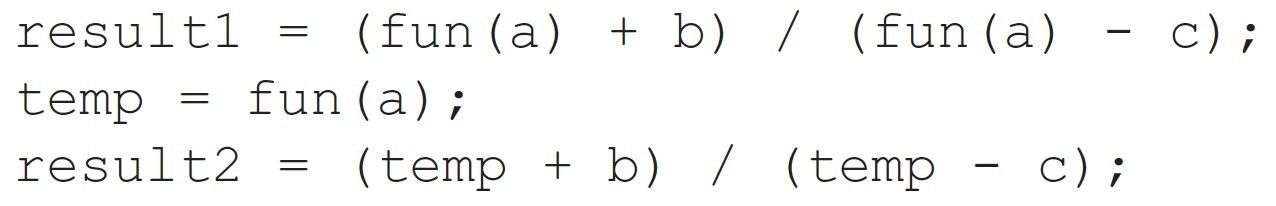 result1 = (fun(a) + b) / (fun(a) - c);
temp = fun(a);
result2 = (temp + b) / (temp - c);